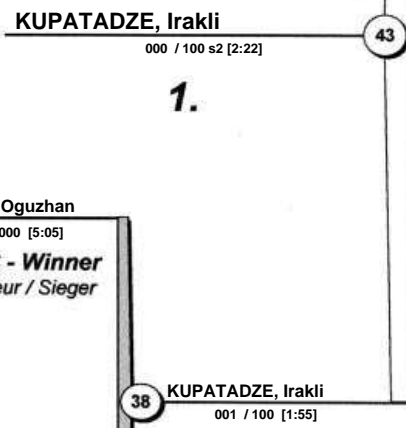 KUPATADZE, Irakli
000 / 100 s2 [2:22]
43
1.
Oguzhan
000 [5:05]
- Winner
/ Sieger
38
KUPATADZE, Irakli
001 / 100 [1:55]